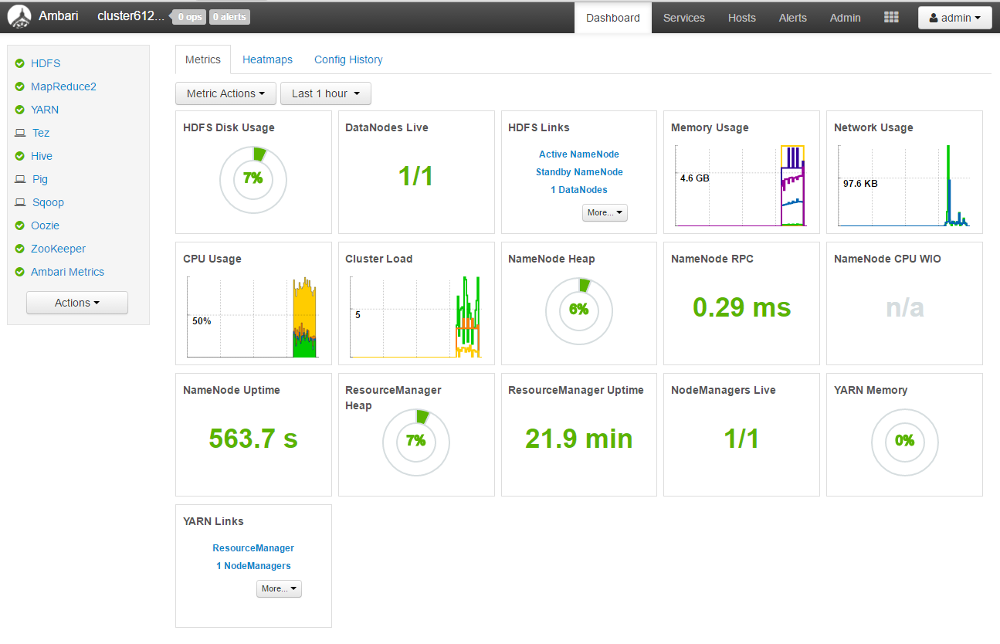 Ambari cluster612... 0 ops 0 alerts Dashboard Services Hosts Alerts Admin admin
HDFS
MapReduce2
YARN
Tez
Hive
Pig
Sqoop
Oozie
ZooKeeper
Ambari Metrics
Actions
Metrics Heatmaps Config History
Metric Actions Last 1 hour
HDFS Disk Usage
7%
DataNodes Live
1/1
HDFS Links
Active NameNode
Standby NameNode
1 DataNodes
More...
Memory Usage
4.6 GB
Network Usage
97.6 KB
CPU Usage
50%
Cluster Load
5
NameNode Heap
6%
NameNode RPC
0.29 ms
NameNode CPU WIO
n/a
NameNode Uptime
563.7 s
ResourceManager
Heap
7%
ResourceManager Uptime
21.9 min
NodeManagers Live
1/1
YARN Memory
0%
YARN Links
ResourceManager
1 NodeManagers
More...